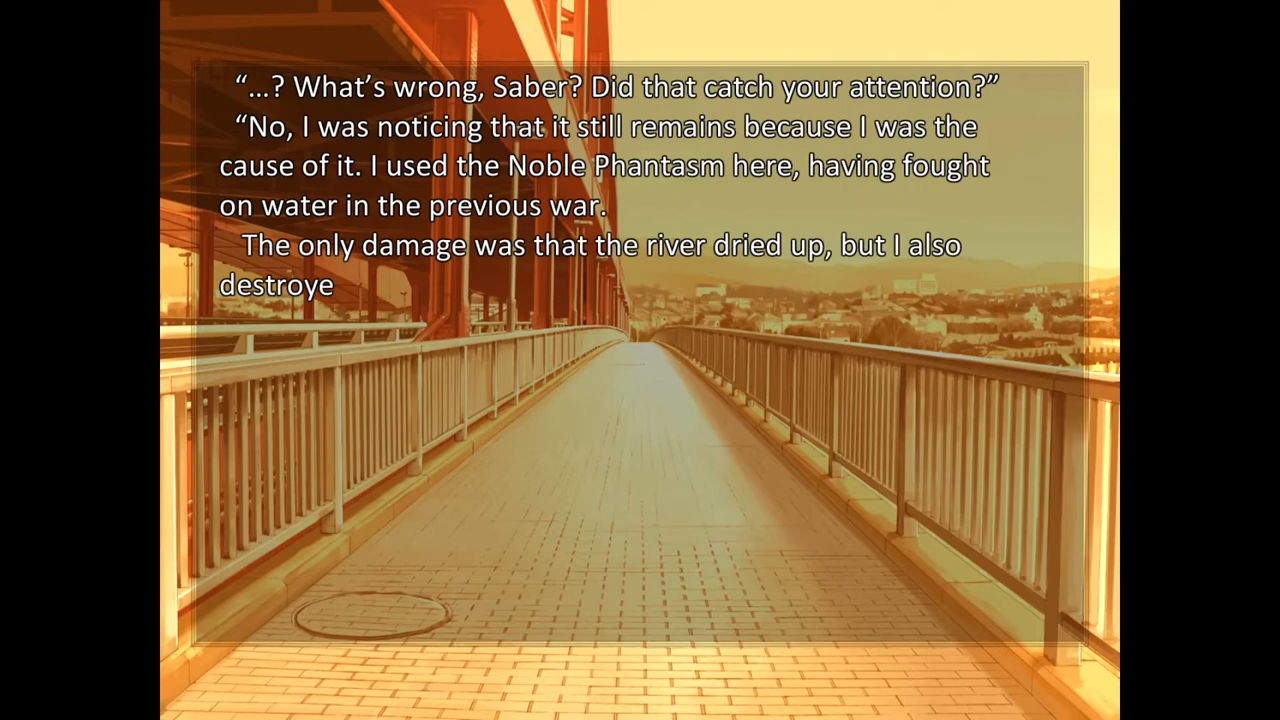 “…? What’s wrong, Saber? Did that catch your attention?”
“No, I was noticing that it still remains because I was the
cause of it. I used the Noble Phantasm here, having fought
on water in the previous war.
The only damage was that the river dried up, but I also
destroye